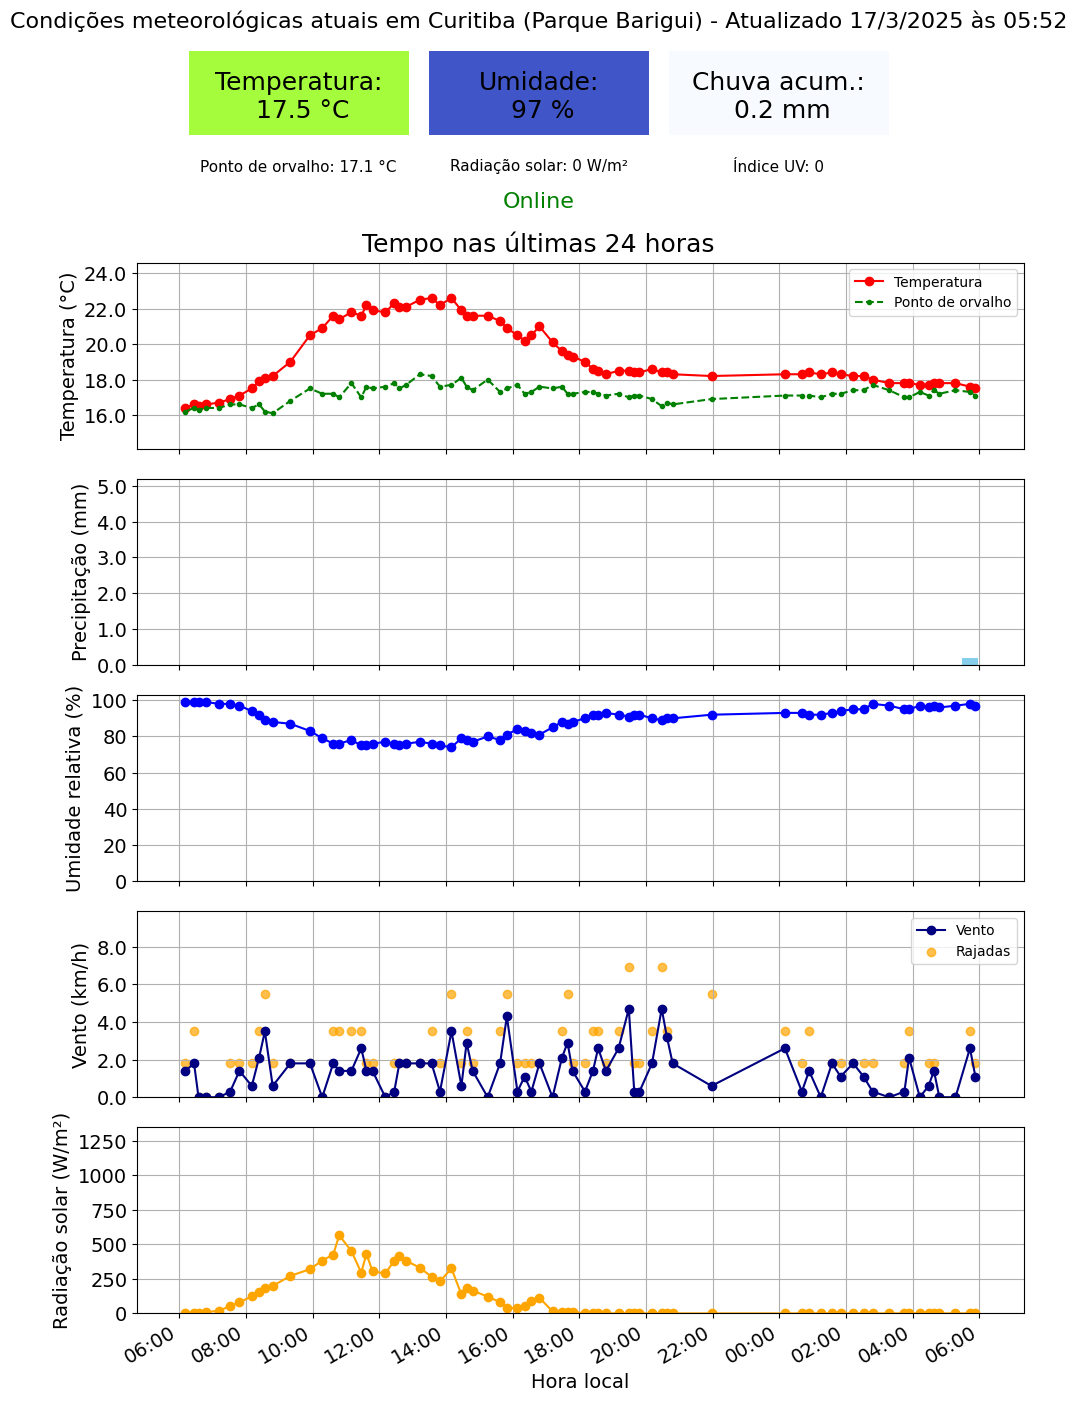 Condições meteorológicas atuais em Curitiba (Parque Barigui) - Atualizado 17/3/2025 às 05:52
Temperatura:
17.5 °C
Umidade:
97 %
Chuva acum.:
0.2 mm
Ponto de orvalho: 17.1 °C
Radiação solar: 0 W/m²
Índice UV: 0
Online
Tempo nas últimas 24 horas
Temperatura (°C)
24.0
22.0
20.0
18.0
16.0
Temperatura
Ponto de orvalho
Precipitação (mm)
5.0
4.0
3.0
2.0
1.0
0.0
Umidade relativa (%)
100
80
60
40
20
0
Vento (km/h)
8.0
6.0
4.0
2.0
0.0
Vento
Rajadas
Radiação solar (W/m²)
1250
1000
750
500
250
0
06:00
08:00
10:00
12:00
14:00
16:00
18:00
20:00
22:00
00:00
02:00
04:00
06:00
Hora local